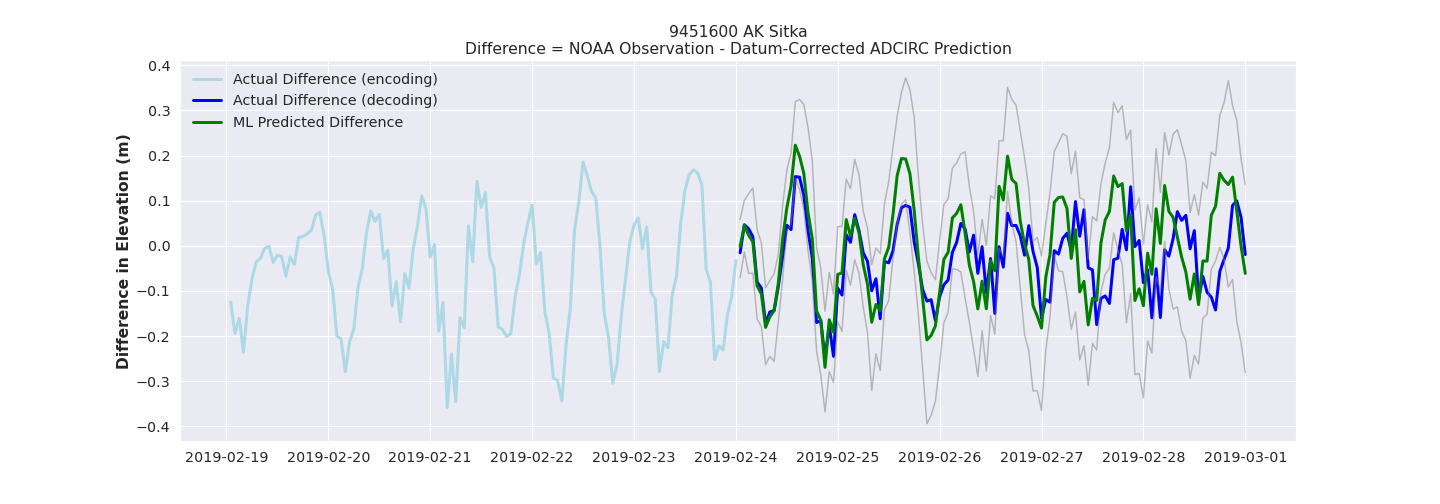 9451600 AK Sitka
Difference = NOAA Observation - Datum-Corrected ADCIRC Prediction
Actual Difference (encoding)
Actual Difference (decoding)
ML Predicted Difference
Difference in Elevation (m)
0.4
0.3
0.2
0.1
0.0
−0.1
−0.2
−0.3
−0.4
2019-02-19 2019-02-20 2019-02-21 2019-02-22 2019-02-23 2019-02-24 2019-02-25 2019-02-26 2019-02-27 2019-02-28 2019-03-01